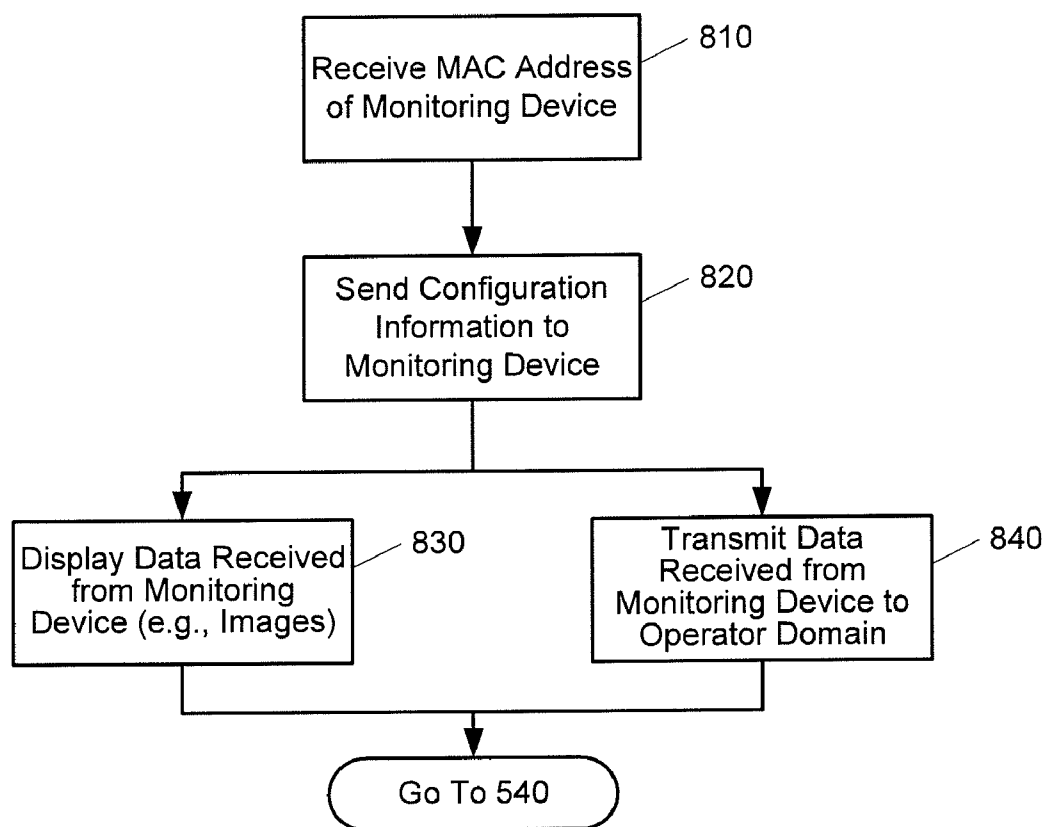 Receive MAC Address
of Monitoring Device
810
Send Configuration
Information to
Monitoring Device
820
Display Data Received
from Monitoring
Device (e.g., Images)
830
Transmit Data
Received from
Monitoring Device to
Operator Domain
840
Go To 540